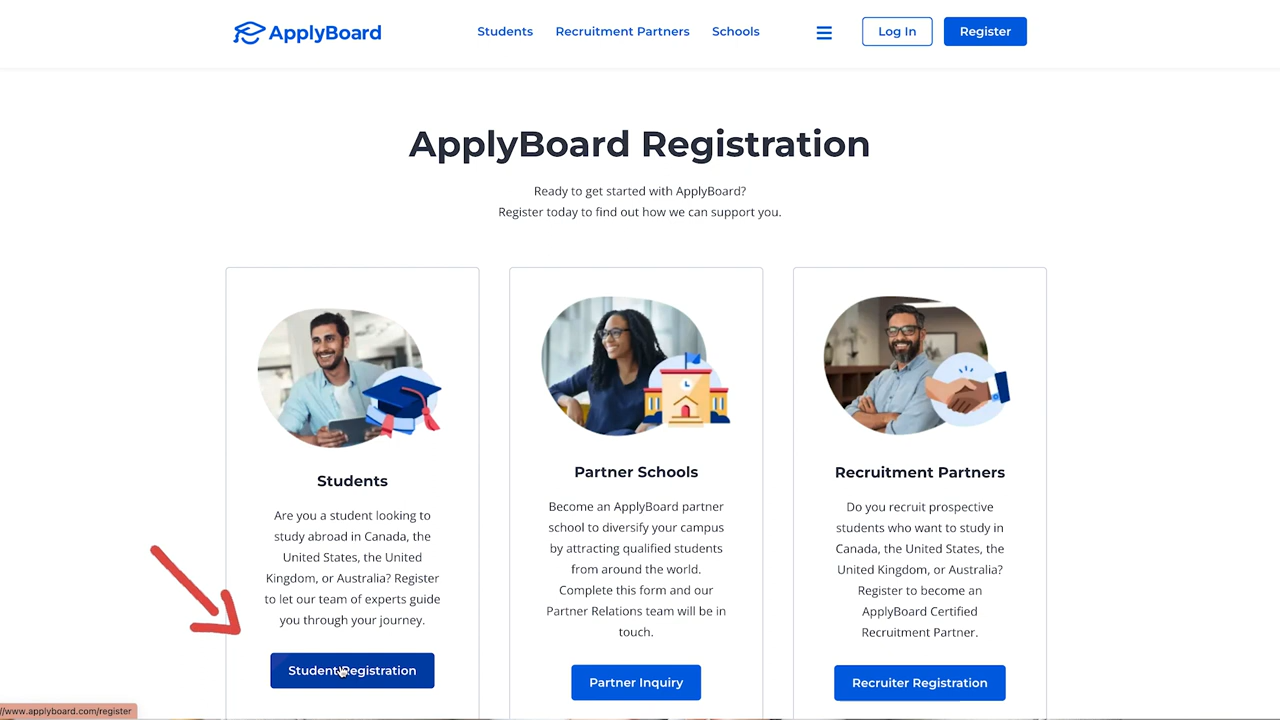 ApplyBoard
Students
Recruitment Partners
Schools
Log In
Register
ApplyBoard Registration
Ready to get started with ApplyBoard?
Register today to find out how we can support you.
Students
Are you a student looking to
study abroad in Canada, the
United States, the United
Kingdom, or Australia? Register
to let our team of experts guide
you through your journey.
Student Registration
Partner Schools
Become an ApplyBoard partner
school to diversify your campus
by attracting qualified students
from around the world.
Complete this form and our
Partner Relations team will be in
touch.
Partner Inquiry
Recruitment Partners
Do you recruit prospective
students who want to study in
Canada, the United States, the
United Kingdom, or Australia?
Register to become an
ApplyBoard Certified
Recruitment Partner.
Recruiter Registration
//www.applyboard.com/register